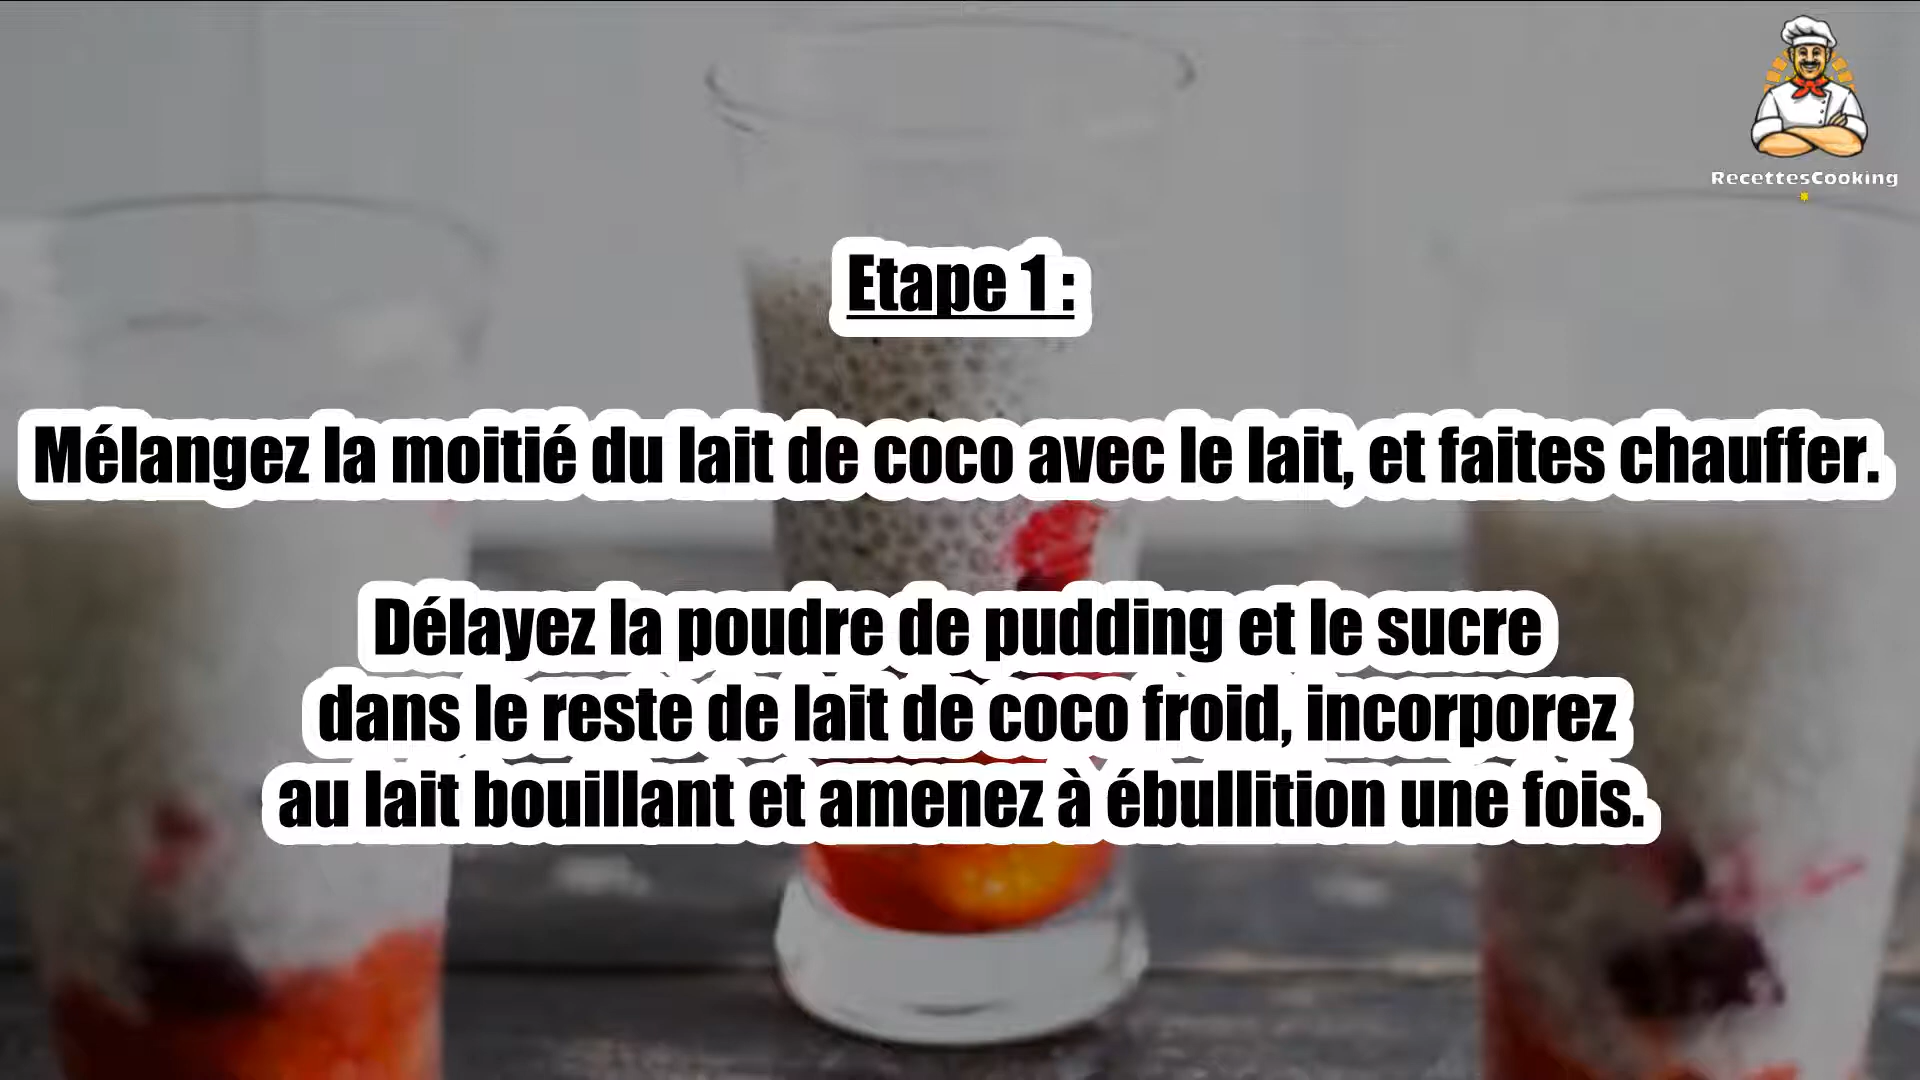 RecettesCooking
Etape 1 :
Mélangez la moitié du lait de coco avec le lait, et faites chauffer.
Délayez la poudre de pudding et le sucre
dans le reste de lait de coco froid, incorporez
au lait bouillant et amenez à ébullition une fois.